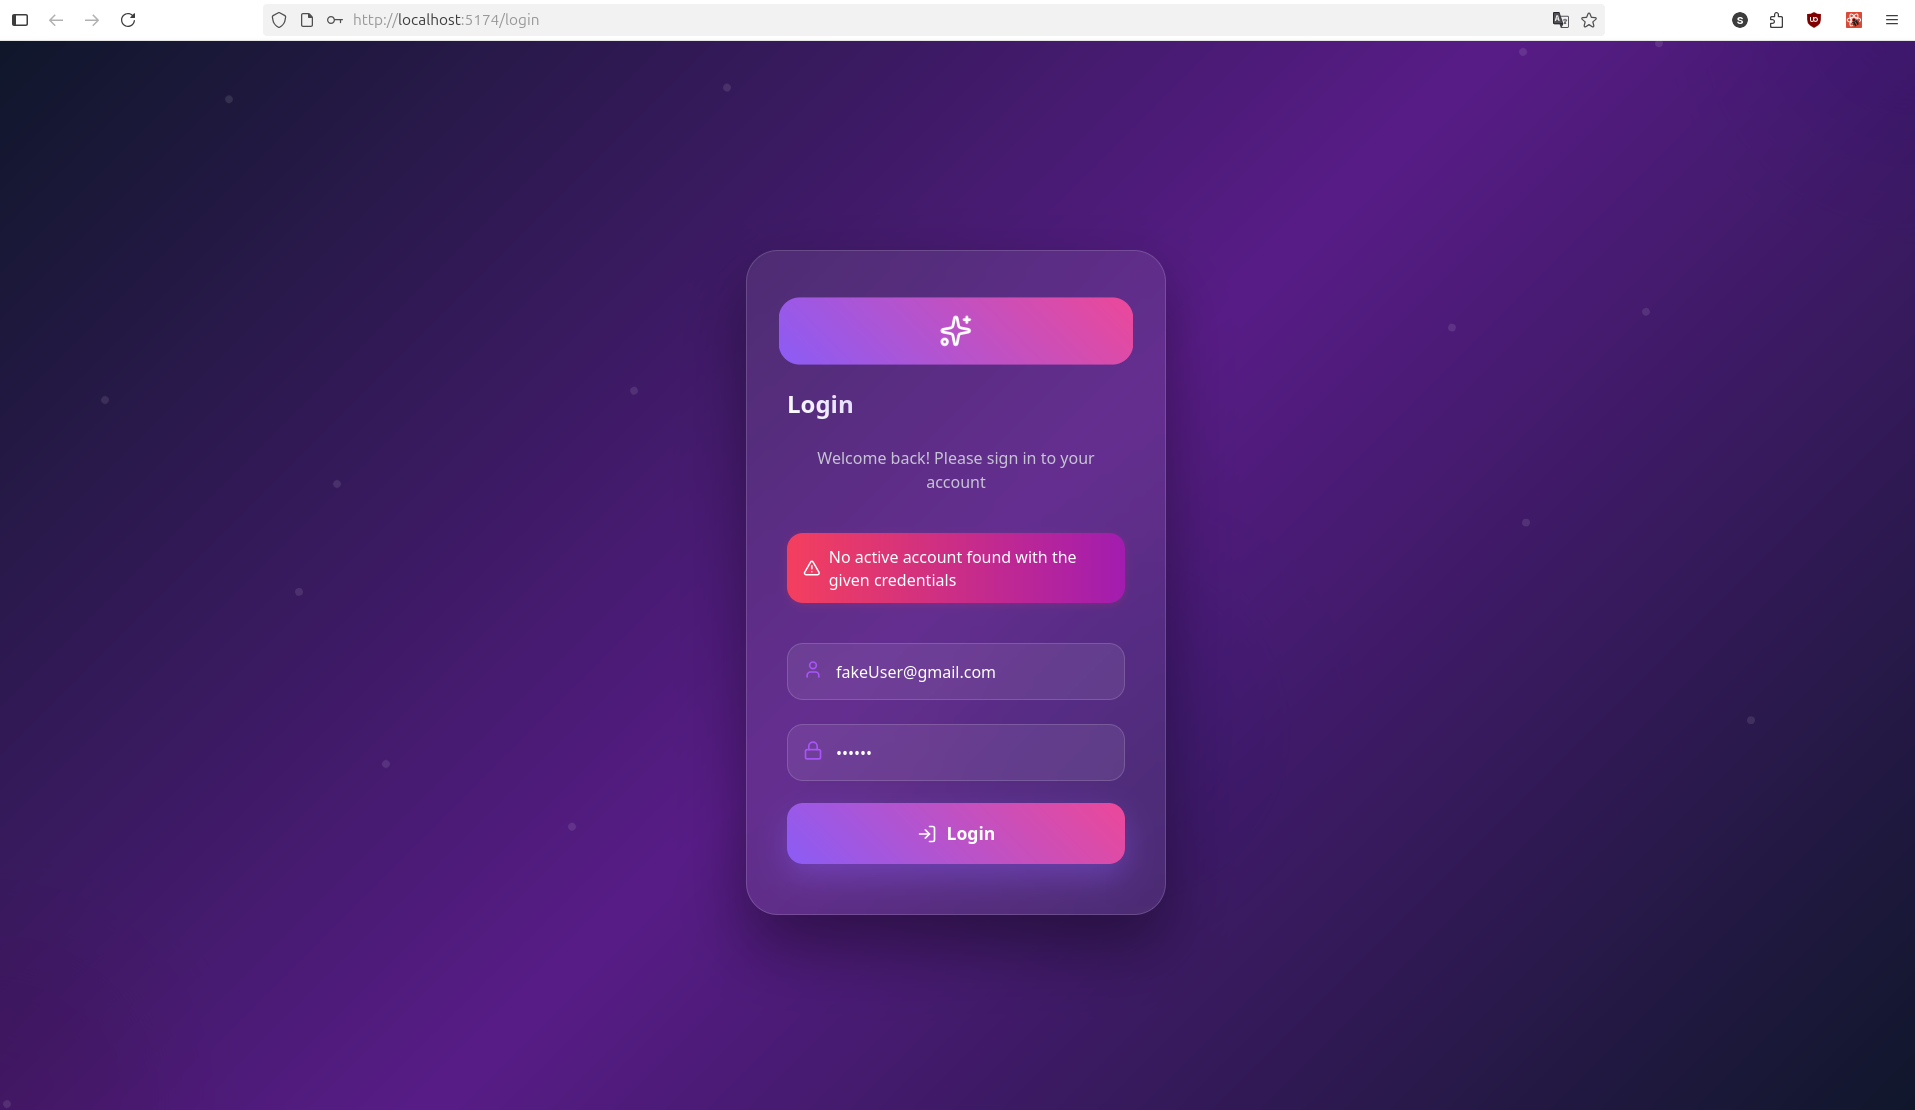 http://localhost:5174/login
Login
Welcome back! Please sign in to your
account
No active account found with the
given credentials
fakeUser@gmail.com
••••••
Login